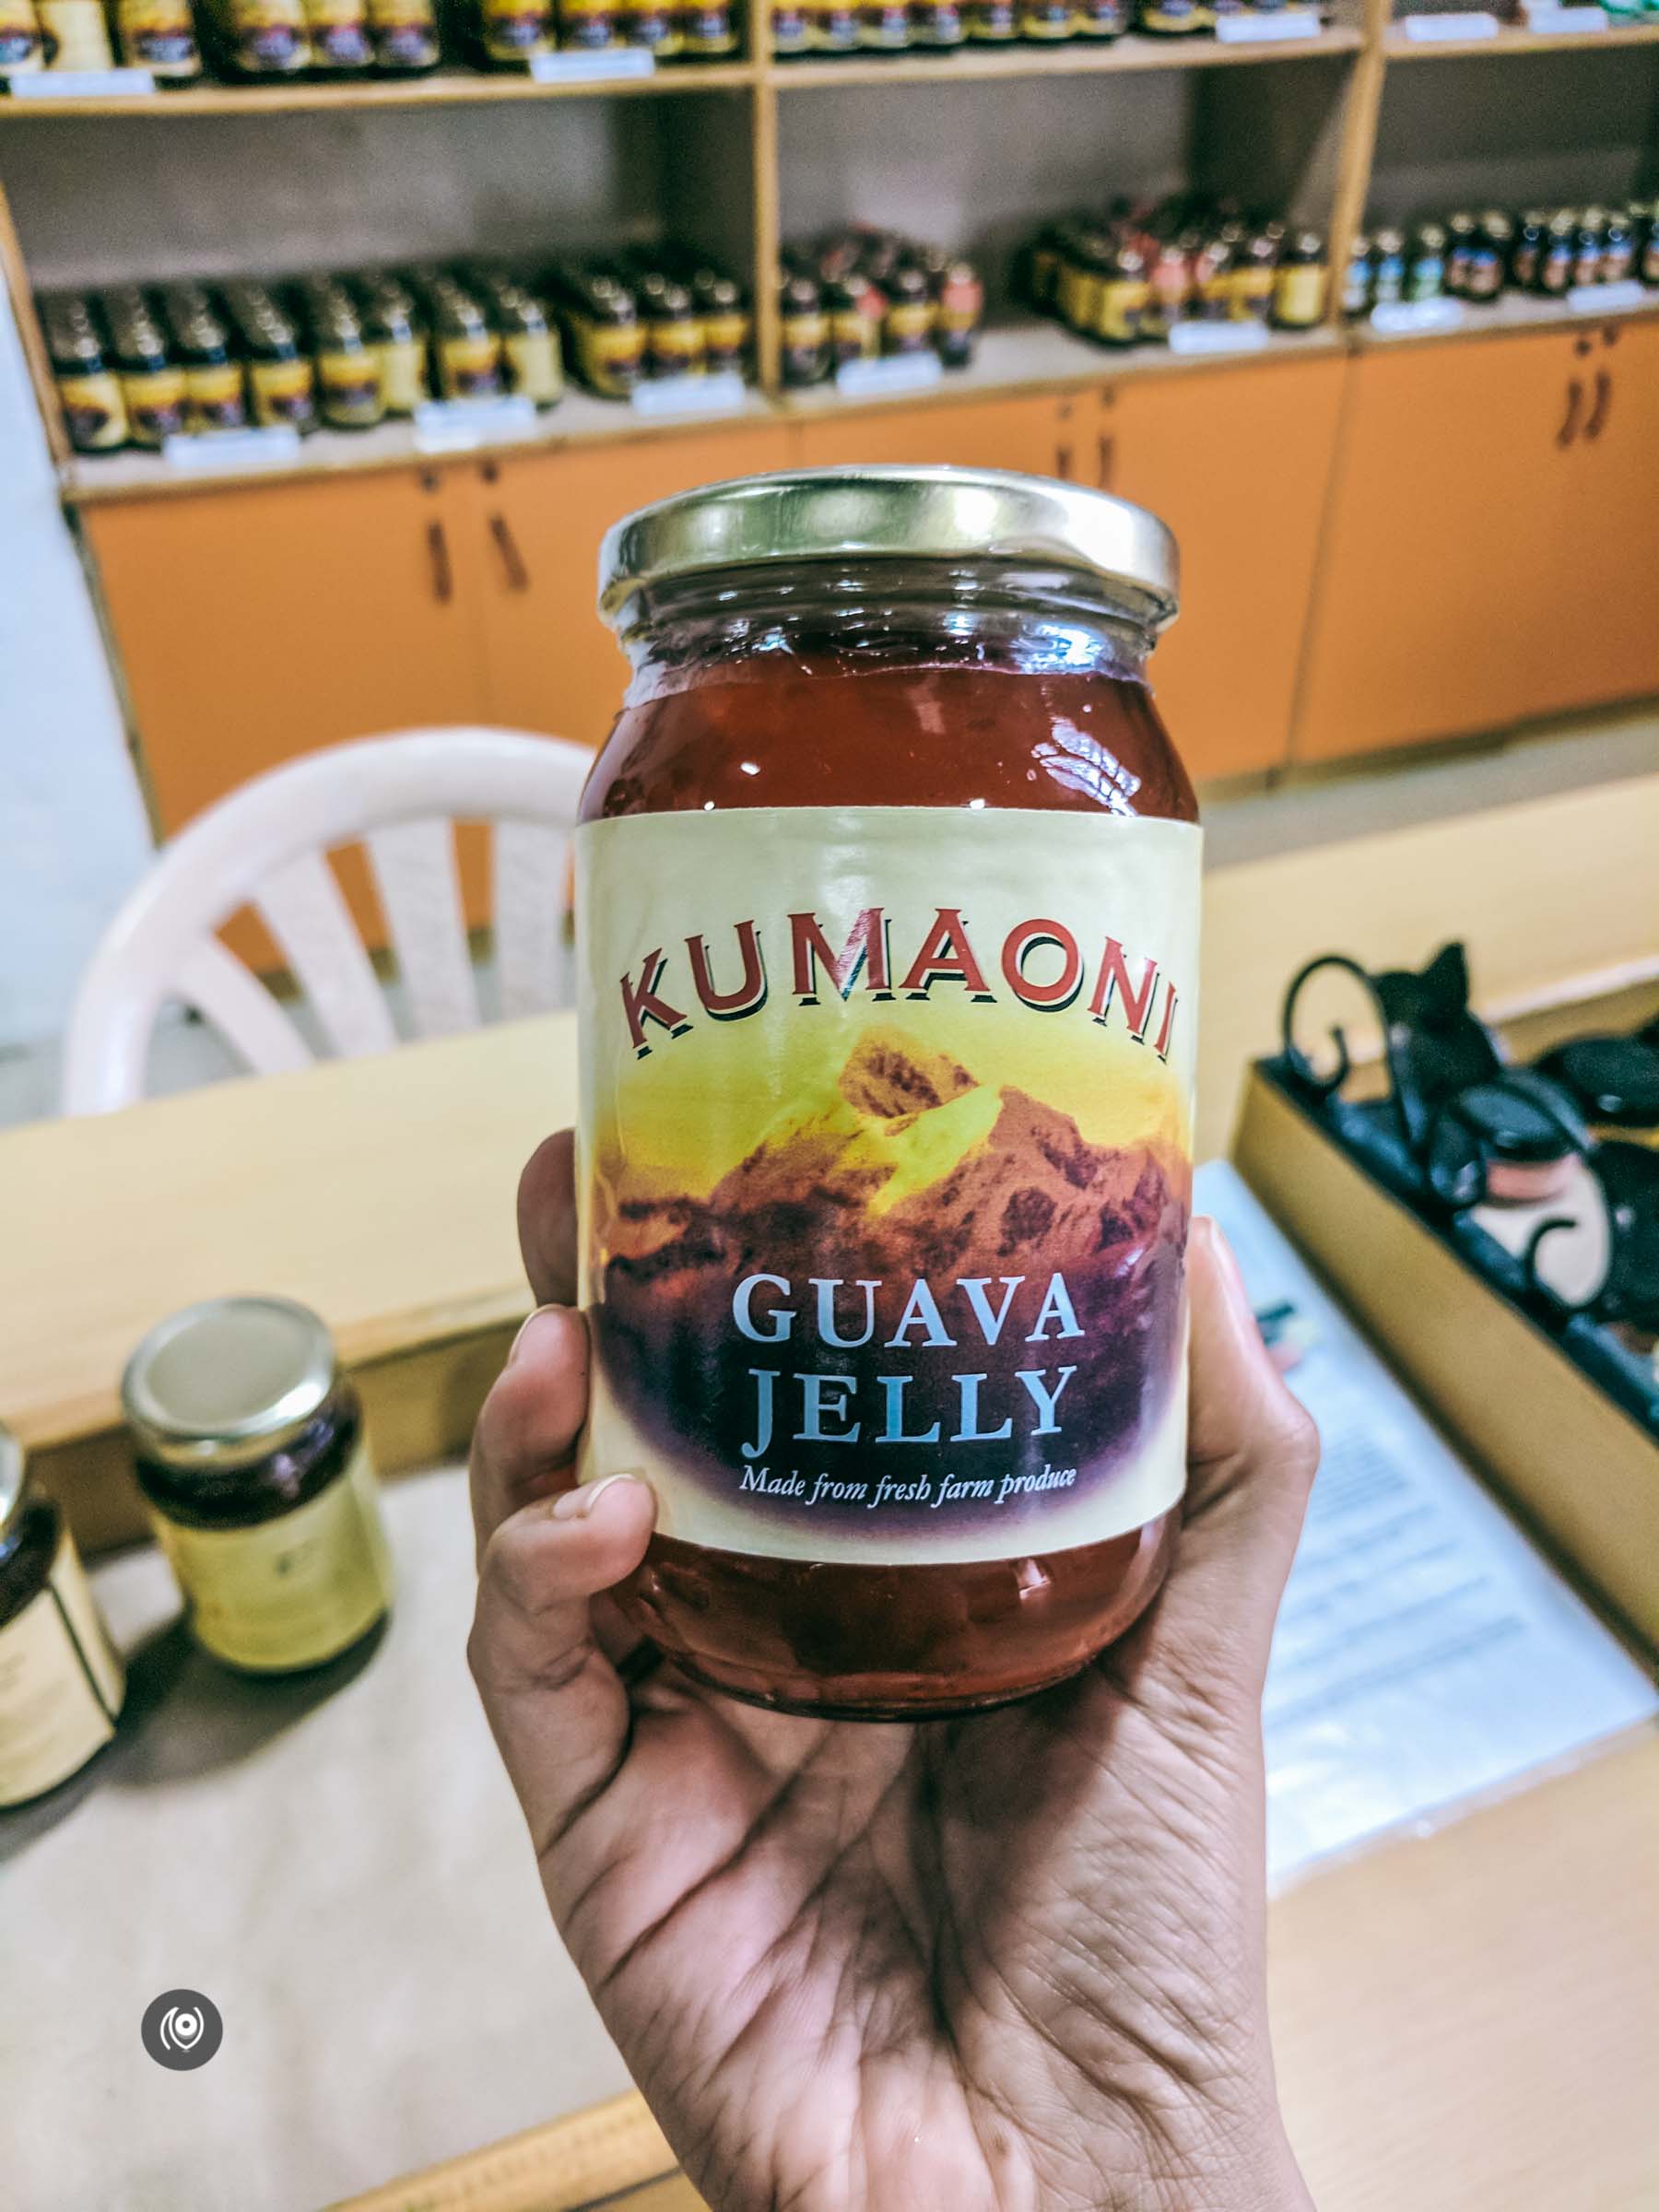 KUMAONI
GUAVA
JELLY
Made from fresh farm produce